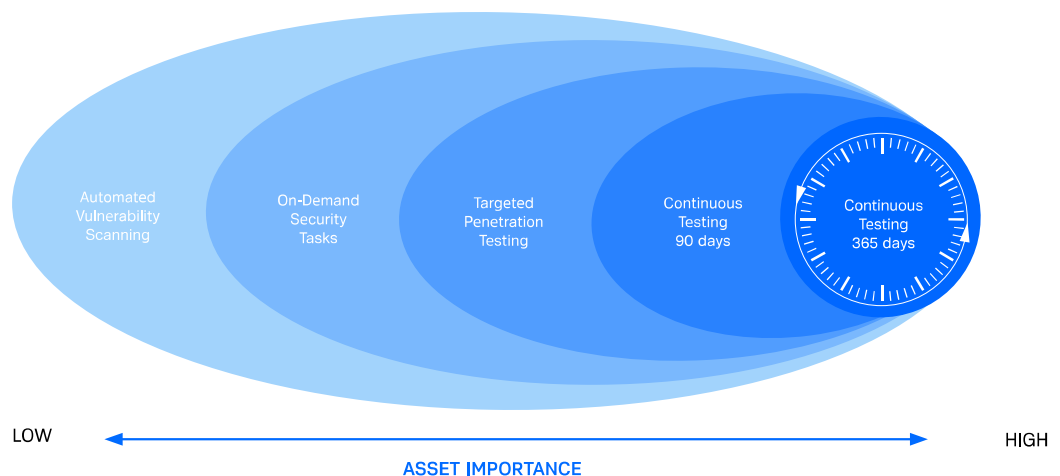 Automated
Vulnerability
Scanning
On-Demand
Security
Tasks
Targeted
Penetration
Testing
Continuous
Testing
90 days
Continuous
Testing
365 days
LOW
HIGH
ASSET IMPORTANCE